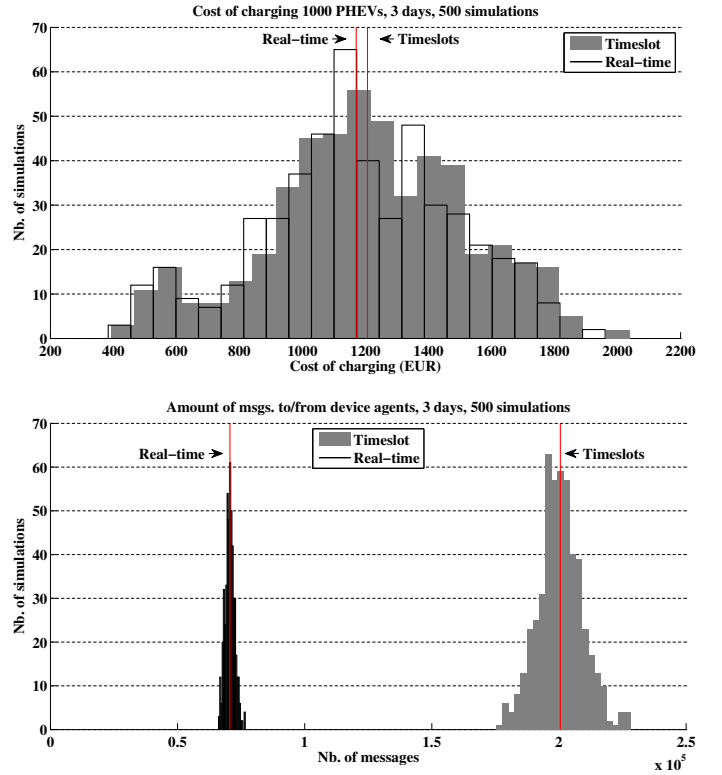 Cost of charging 1000 PHEVs, 3 days, 500 simulations
Real−time
Timeslots
Timeslot
Real−time
Nb. of simulations
70
60
50
40
30
20
10
0
200 400 600 800 1000 1200 1400 1600 1800 2000 2200
Cost of charging (EUR)
Amount of msgs. to/from device agents, 3 days, 500 simulations
Real−time
Timeslot
Real−time
Timeslots
Nb. of simulations
70
60
50
40
30
20
10
0
0 0.5 1 1.5 2 2.5
x 10^5
Nb. of messages